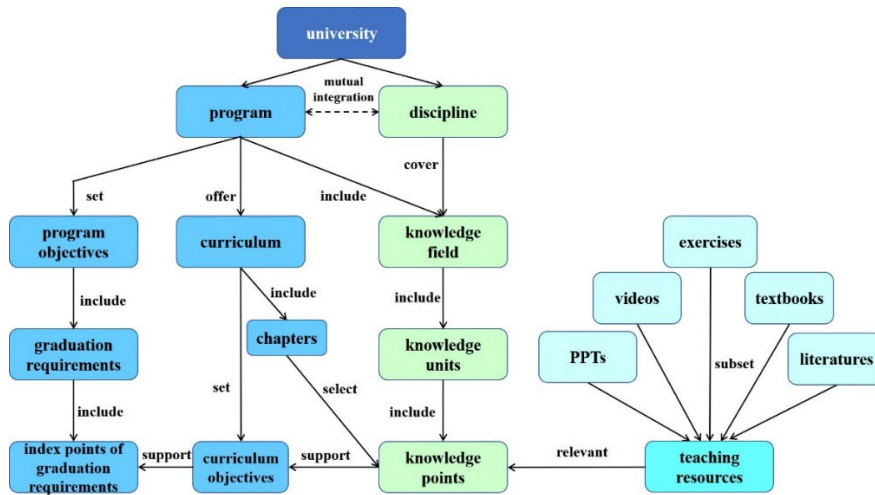 university
mutual
integration
program
discipline
cover
set
offer
include
program
objectives
curriculum
knowledge
field
exercises
videos
textbooks
include
include
include
graduation
requirements
chapters
knowledge
units
PPTs
subset
literatures
set
select
include
include
index points of
graduation
requirements
support
curriculum
objectives
support
knowledge
points
relevant
teaching
resources